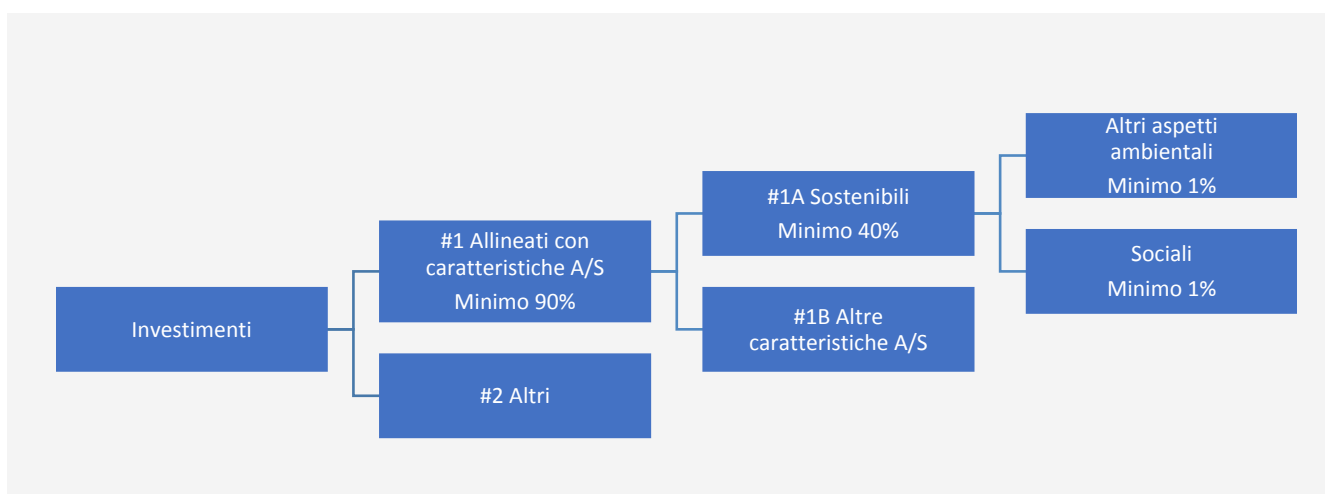 Investimenti
#1 Allineati con
caratteristiche A/S
Minimo 90%
#2 Altri
#1A Sostenibili
Minimo 40%
#1B Altre
caratteristiche A/S
Altri aspetti
ambientali
Minimo 1%
Sociali
Minimo 1%